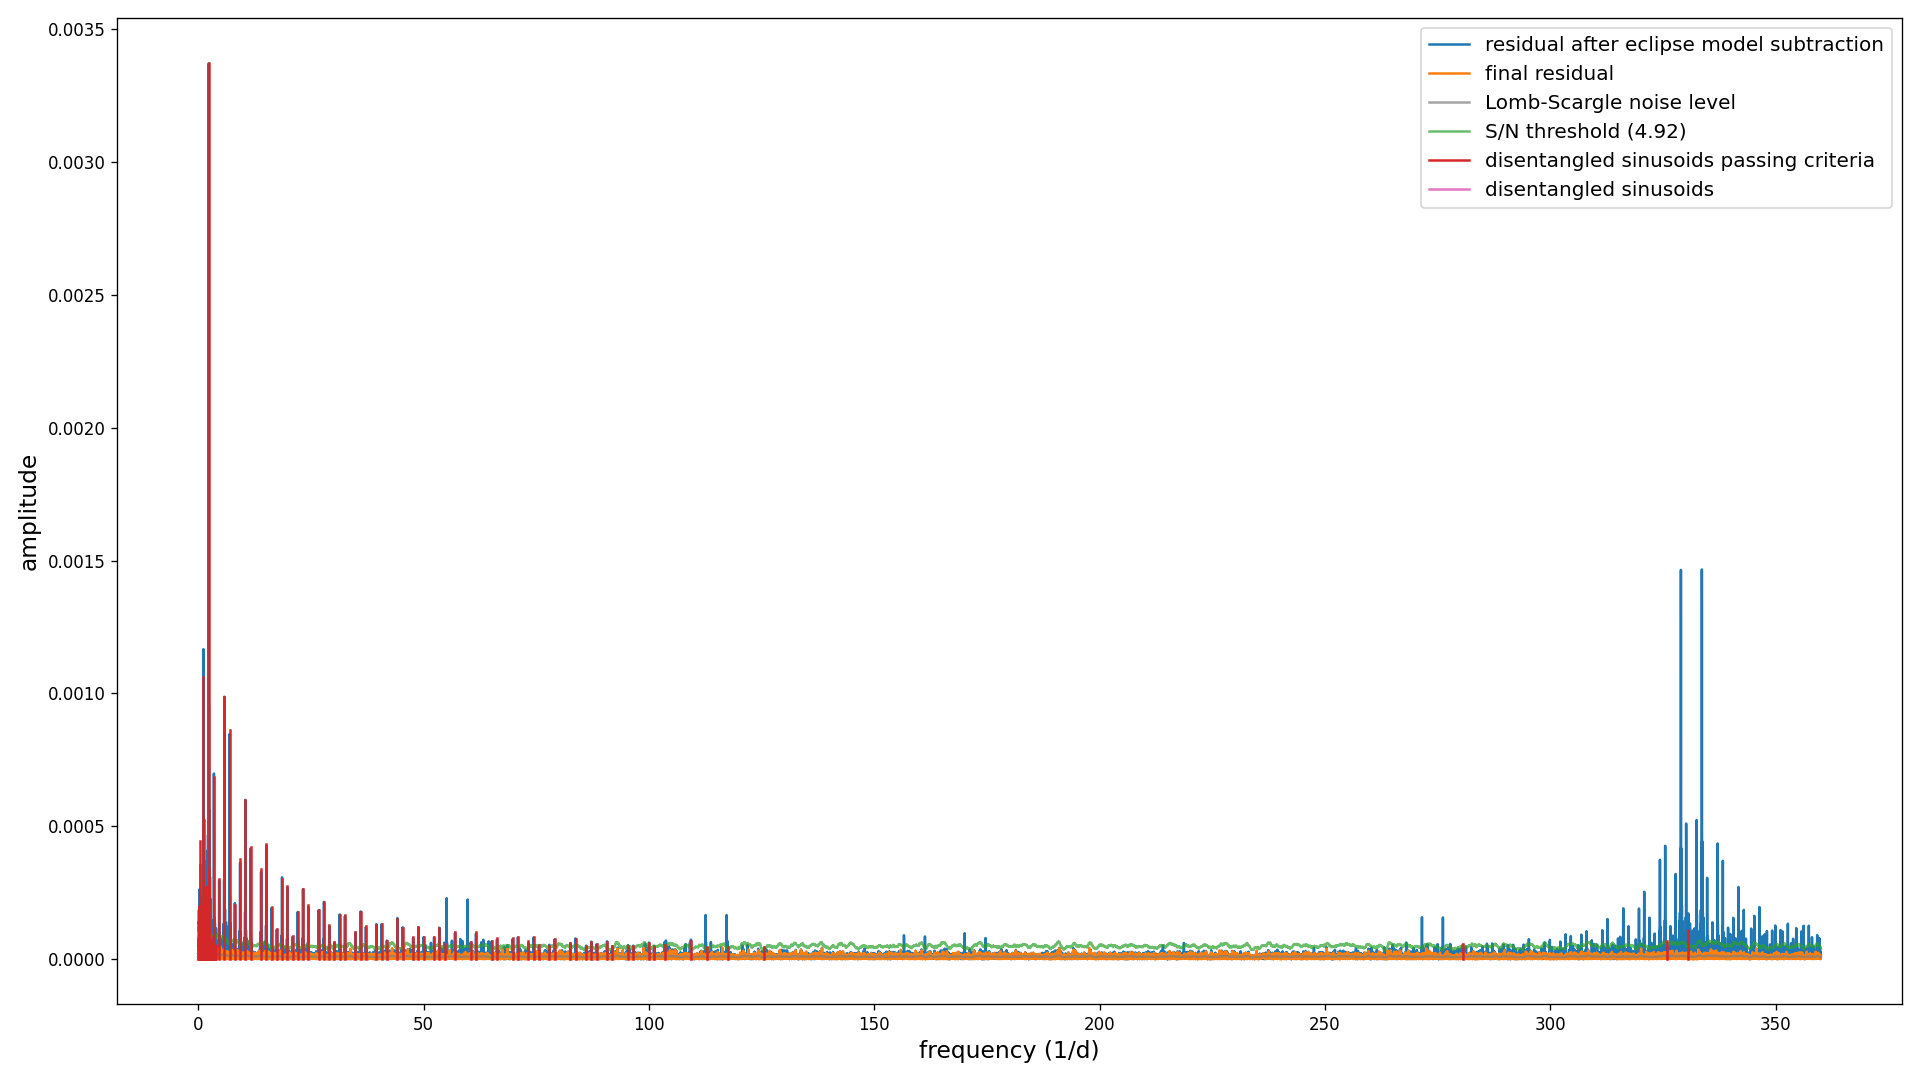 0.0035
0.0030
0.0025
0.0020
0.0015
0.0010
0.0005
0.0000
amplitude
0
50
100
150
200
250
300
350
frequency (1/d)
residual after eclipse model subtraction
final residual
Lomb-Scargle noise level
S/N threshold (4.92)
disentangled sinusoids passing criteria
disentangled sinusoids